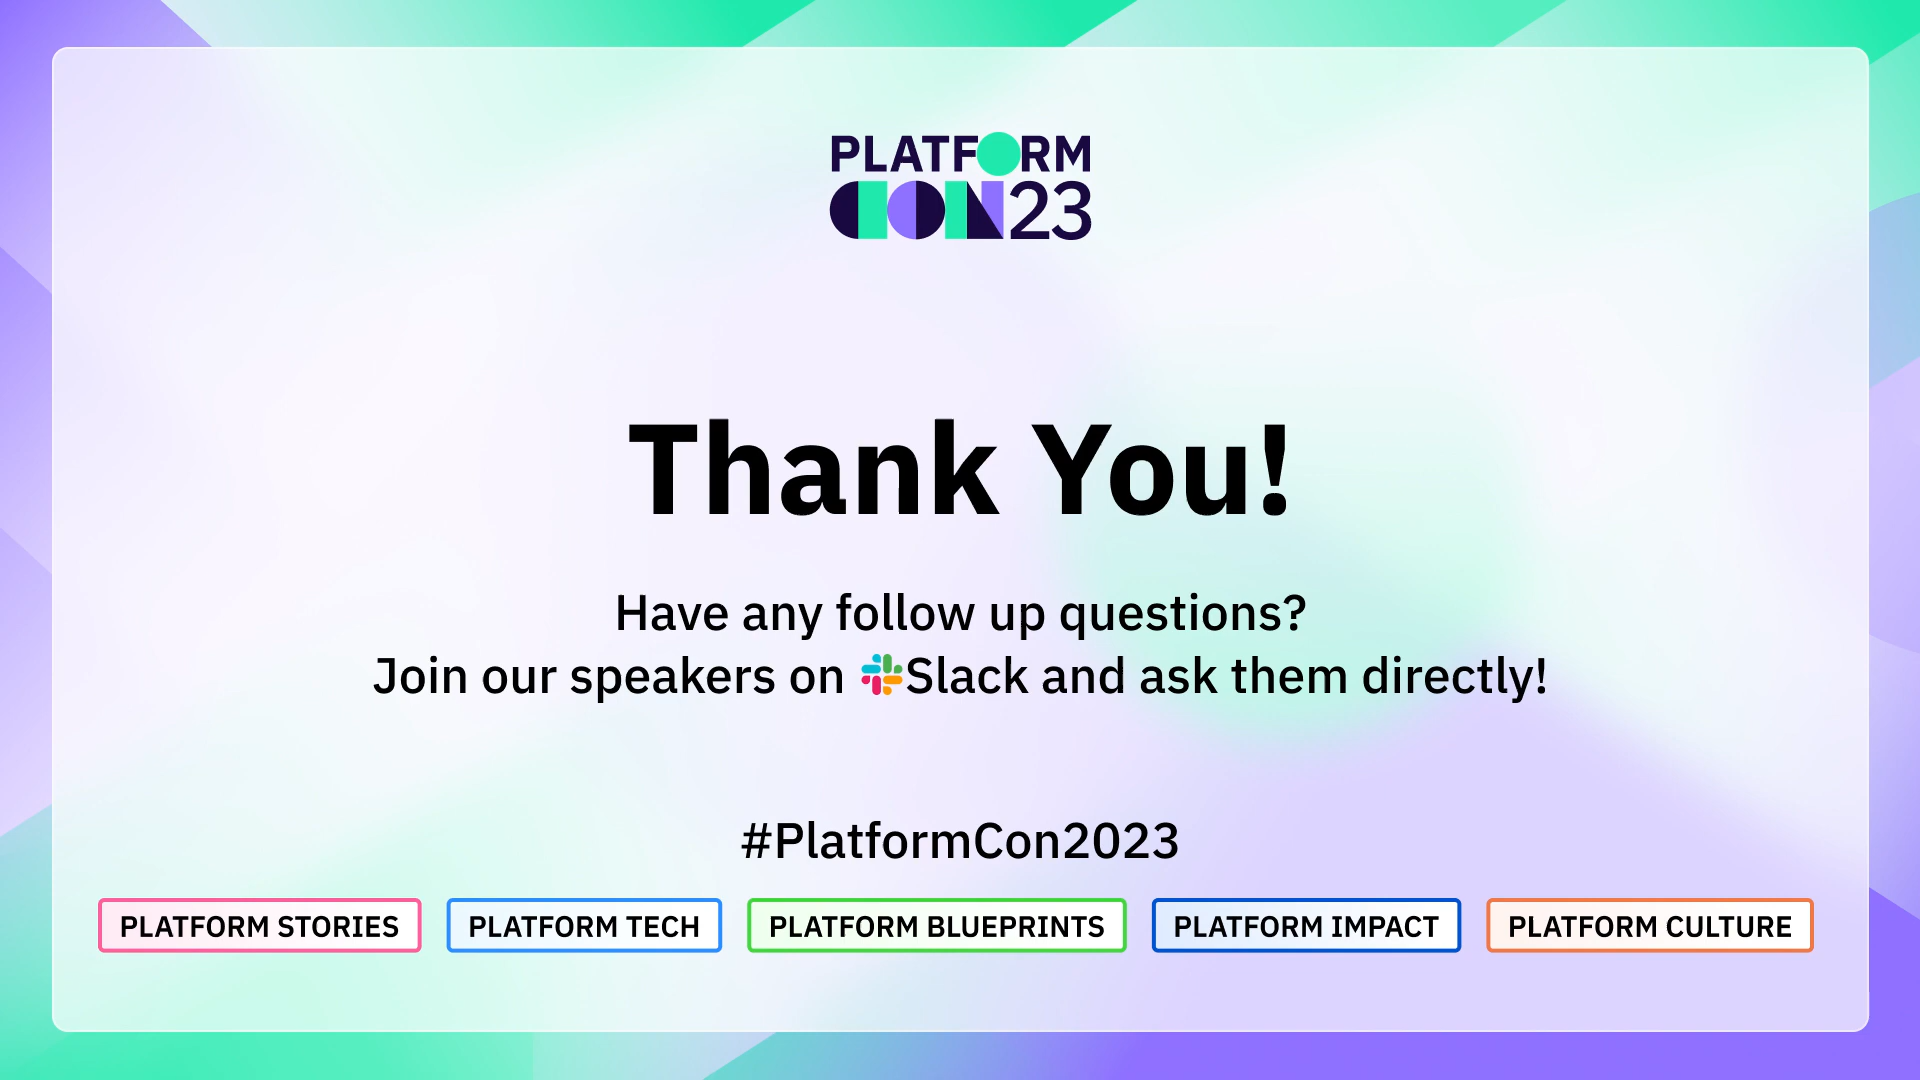 PLATFORM
CON23
Thank You!
Have any follow up questions?
Join our speakers on Slack and ask them directly!
#PlatformCon2023
PLATFORM STORIES PLATFORM TECH PLATFORM BLUEPRINTS PLATFORM IMPACT PLATFORM CULTURE